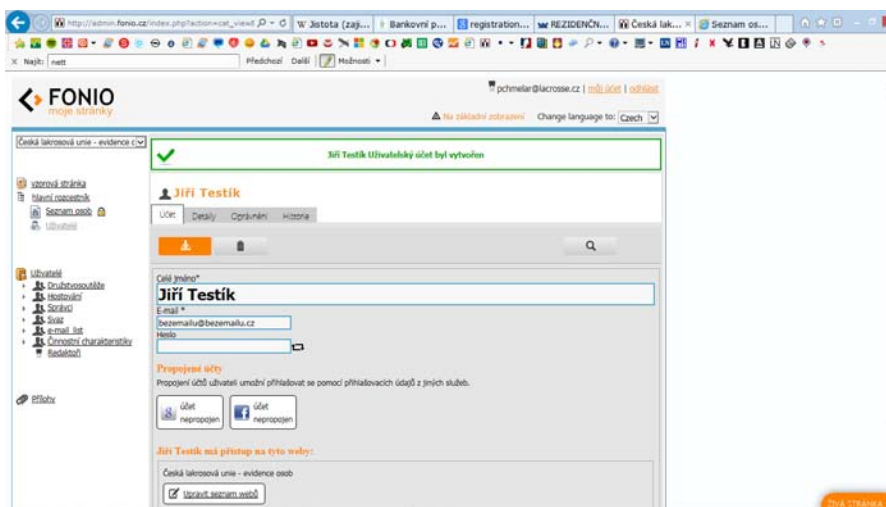 http://admin.fonio.cz/index.php?action=cat_view
W Jistota (zaji...
Bankovní p...
registration...
REZIDENČN...
Česká lak...
Seznam os...
x Najít: nett
Předchozí
Další
Možnosti
FONIO
moje stránky
pchmelar@lacrosse.cz | můj účet | odhlásit
Na základní zobrazení
Change language to: Czech
Česká lakrosová unie - evidence
Jiří Testík Uživatelský účet byl vytvořen
vzorová stránka
hlavní rozcestník
Seznam osob
Uživatelé
Jiří Testík
Účet
Detaily
Oprávnění
Historie
Uživatelé
Družstvosoutěže
Hostování
Správci
Svaz
e-mail_list
Činnostní charakteristiky
Redaktoři
Přílohy
Celé jméno*
Jiří Testík
E-mail *
bezemailu@bezemailu.cz
Heslo
Propojené účty
Propojení účtů uživateli umožní přihlašovat se pomocí přihlašovacích údajů z jiných služeb.
účet
nepropojen
účet
nepropojen
Jiří Testík má přístup na tyto weby:
Česká lakrosová unie - evidence osob
Upravit seznam webů
ŽIVÁ STRÁNKA